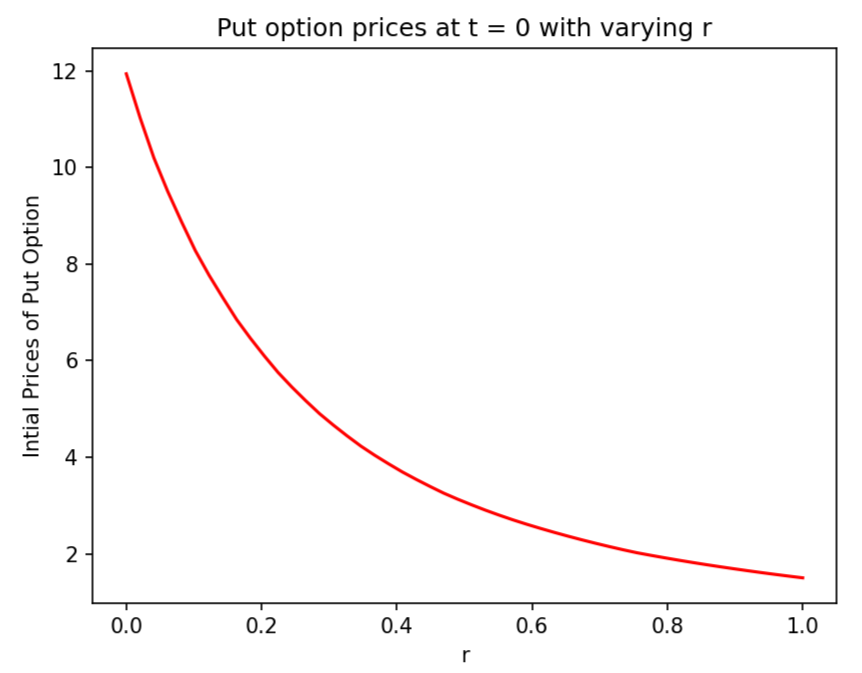 Put option prices at t = 0 with varying r
12
10
8
6
4
2
Intial Prices of Put Option
0.0 0.2 0.4 0.6 0.8 1.0
r